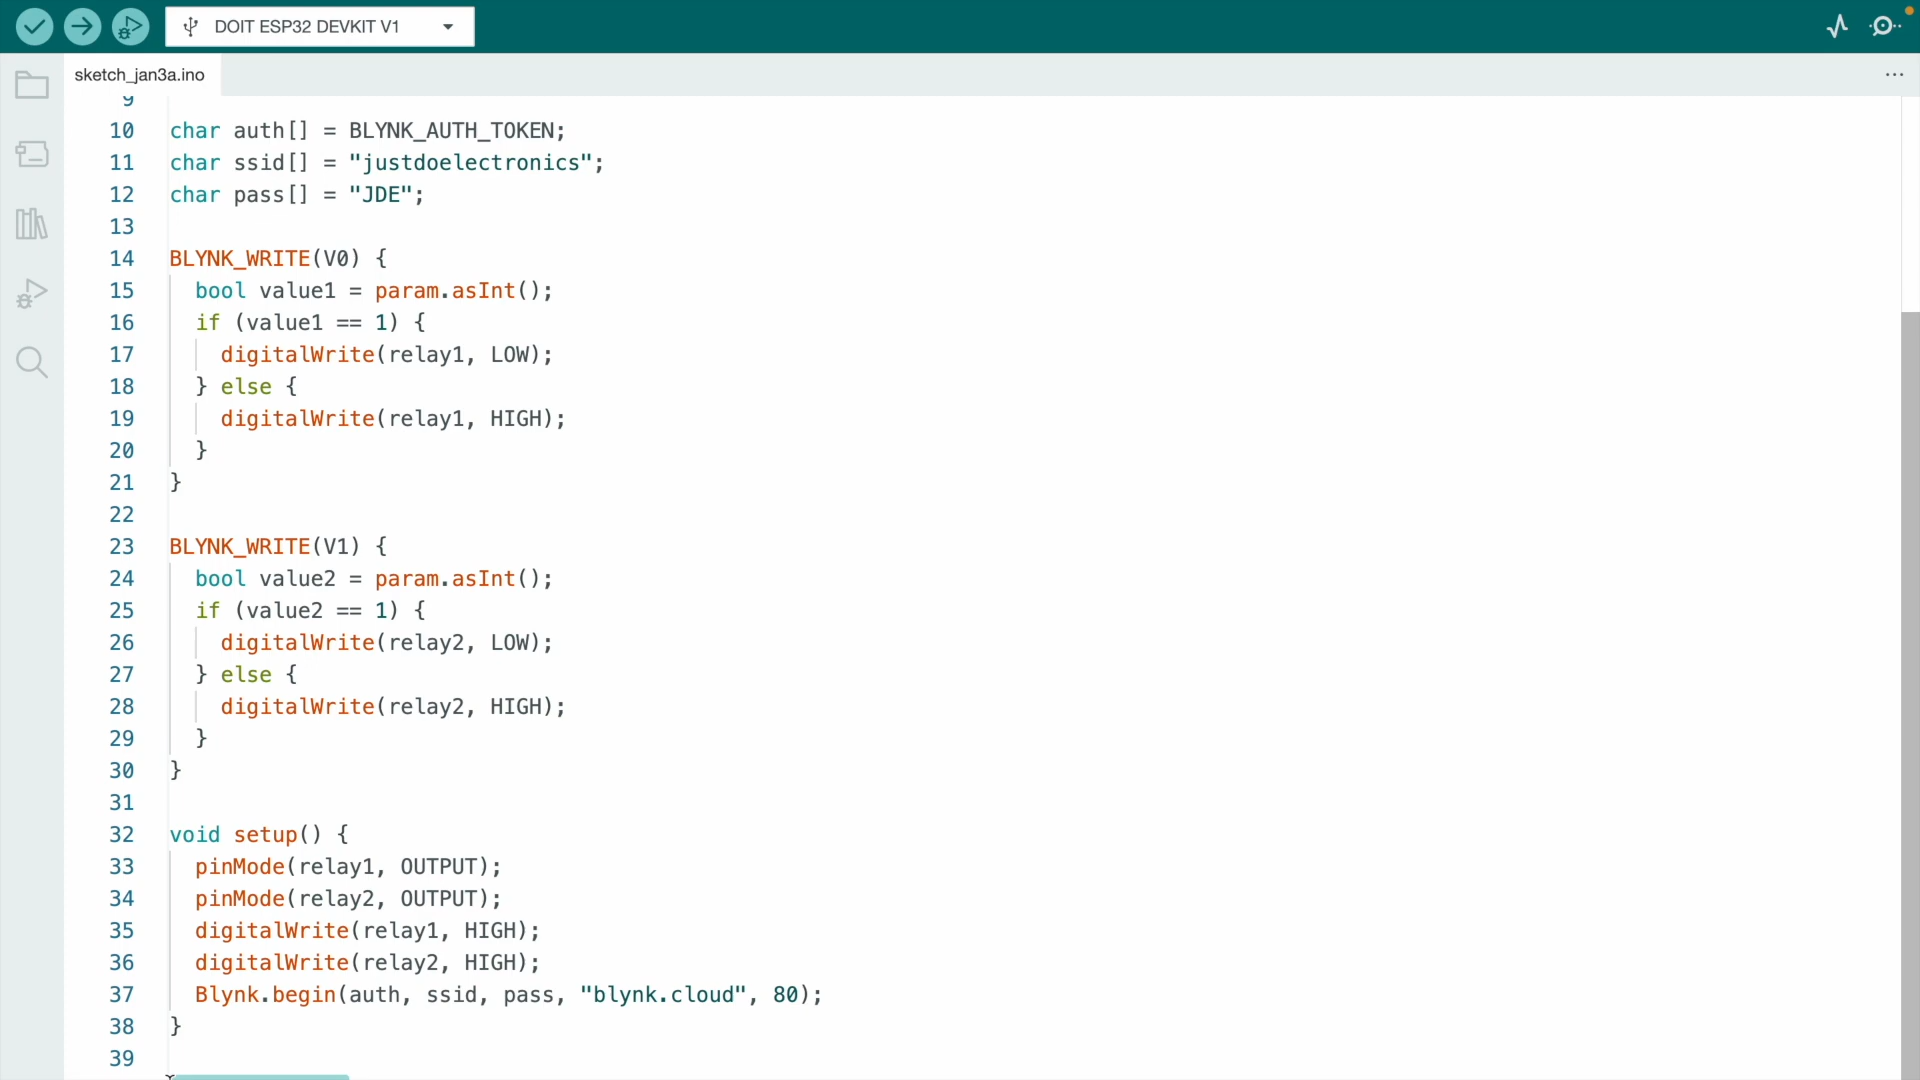 DOIT ESP32 DEVKIT V1
sketch_jan3a.ino
9
10 char auth[] = BLYNK_AUTH_TOKEN;
11 char ssid[] = "justdoelectronics";
12 char pass[] = "JDE";
13
14 BLYNK_WRITE(V0) {
15   bool value1 = param.asInt();
16   if (value1 == 1) {
17     digitalWrite(relay1, LOW);
18   } else {
19     digitalWrite(relay1, HIGH);
20   }
21 }
22
23 BLYNK_WRITE(V1) {
24   bool value2 = param.asInt();
25   if (value2 == 1) {
26     digitalWrite(relay2, LOW);
27   } else {
28     digitalWrite(relay2, HIGH);
29   }
30 }
31
32 void setup() {
33   pinMode(relay1, OUTPUT);
34   pinMode(relay2, OUTPUT);
35   digitalWrite(relay1, HIGH);
36   digitalWrite(relay2, HIGH);
37   Blynk.begin(auth, ssid, pass, "blynk.cloud", 80);
38 }
39